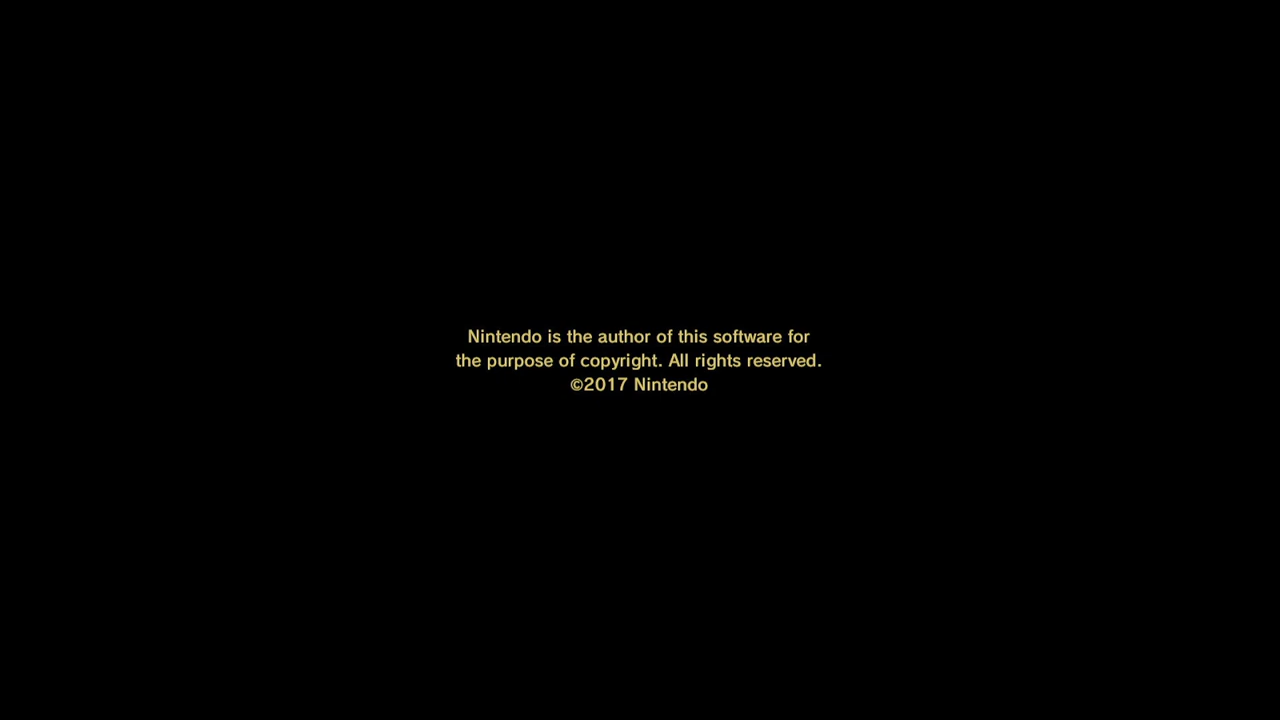 Nintendo is the author of this software for
the purpose of copyright. All rights reserved.
©2017 Nintendo